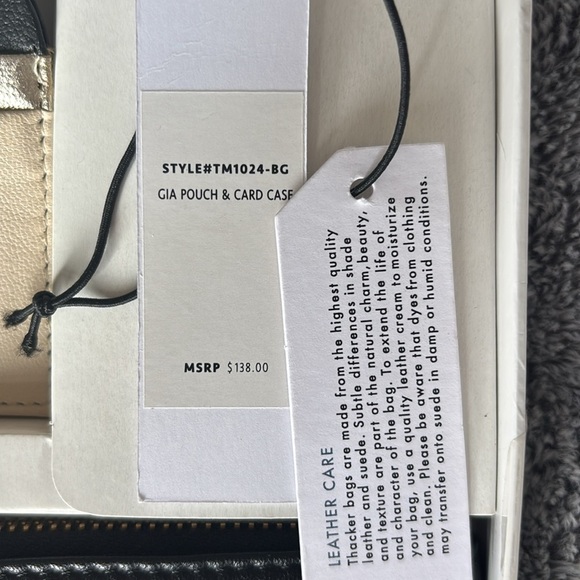 STYLE#TM1024-BG
GIA POUCH & CARD CASE
MSRP $138.00
LEATHER CARE
Thacker bags are made from the highest quality
leather and suede. Subtle differences in shade
and texture are part of the natural charm, beauty,
and character of the bag. To extend the life of
your bag, use a quality leather cream to moisturize
and clean. Please be aware that dyes from clothing
may transfer onto suede in damp or humid conditions.